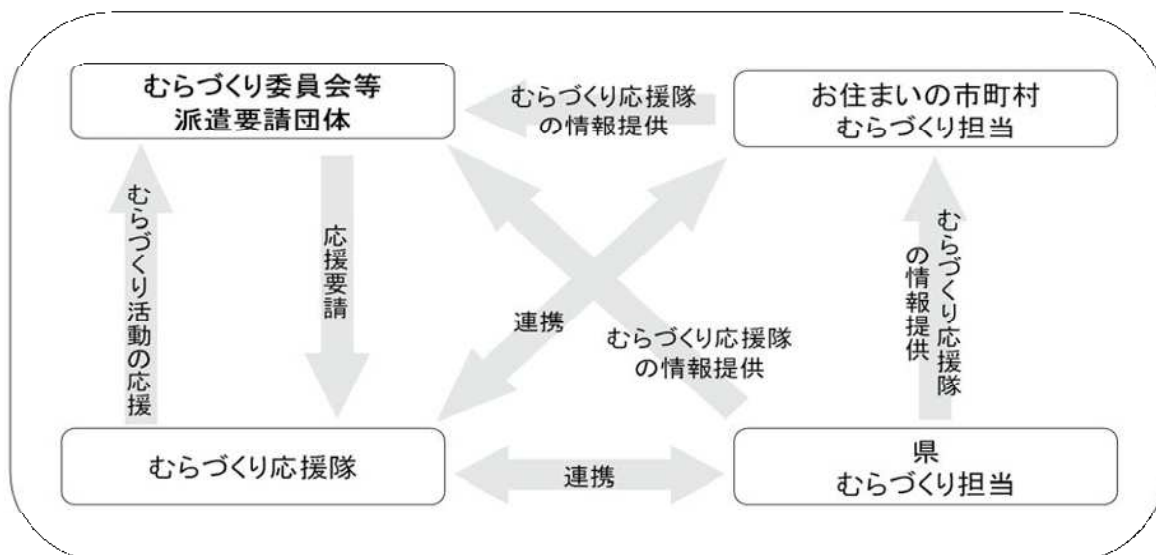 むらづくり委員会等
派遣要請団体
むらづくり応援隊
の情報提供
お住まいの市町村
むらづくり担当
むらづくり活動の応援
応援要請
連携
むらづくり応援隊
の情報提供
むらづくり応援隊
の情報提供
むらづくり応援隊
連携
県
むらづくり担当